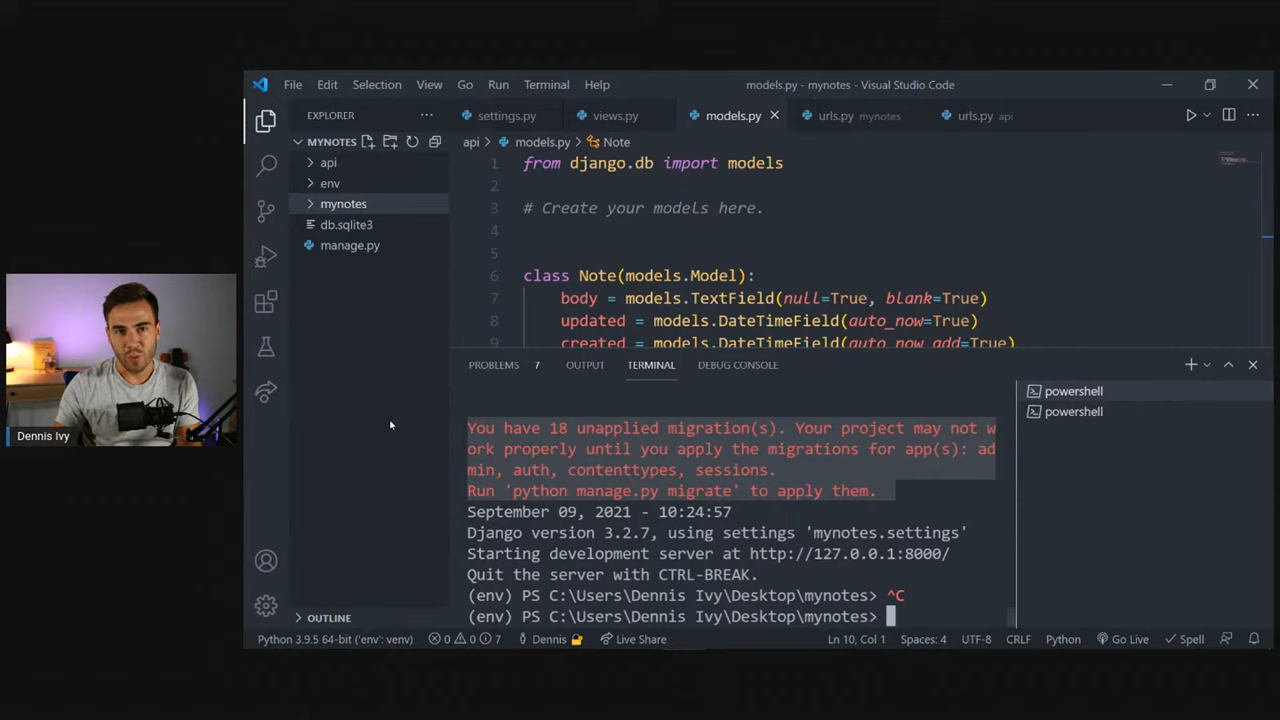 File Edit Selection View Go Run Terminal Help
models.py - mynotes - Visual Studio Code
EXPLORER
MYNOTES
api
env
mynotes
db.sqlite3
manage.py
OUTLINE
settings.py
views.py
models.py
urls.py mynotes
urls.py api
api > models.py > Note
1 from django.db import models
2
3 # Create your models here.
4
5
6 class Note(models.Model):
7 body = models.TextField(null=True, blank=True)
8 updated = models.DateTimeField(auto_now=True)
9 created = models.DateTimeField(auto_now_add=True)
PROBLEMS 7 OUTPUT TERMINAL DEBUG CONSOLE
powershell
powershell
You have 18 unapplied migration(s). Your project may not w
ork properly until you apply the migrations for app(s): ad
min, auth, contenttypes, sessions.
Run 'python manage.py migrate' to apply them.
September 09, 2021 - 10:24:57
Django version 3.2.7, using settings 'mynotes.settings'
Starting development server at http://127.0.0.1:8000/
Quit the server with CTRL-BREAK.
(env) PS C:\Users\Dennis Ivy\Desktop\mynotes> ^C
(env) PS C:\Users\Dennis Ivy\Desktop\mynotes>
Dennis Ivy
Python 3.9.5 64-bit ('env': venv) 0 0 7 Dennis Live Share Ln 10, Col 1 Spaces: 4 UTF-8 CRLF Python Go Live Spell